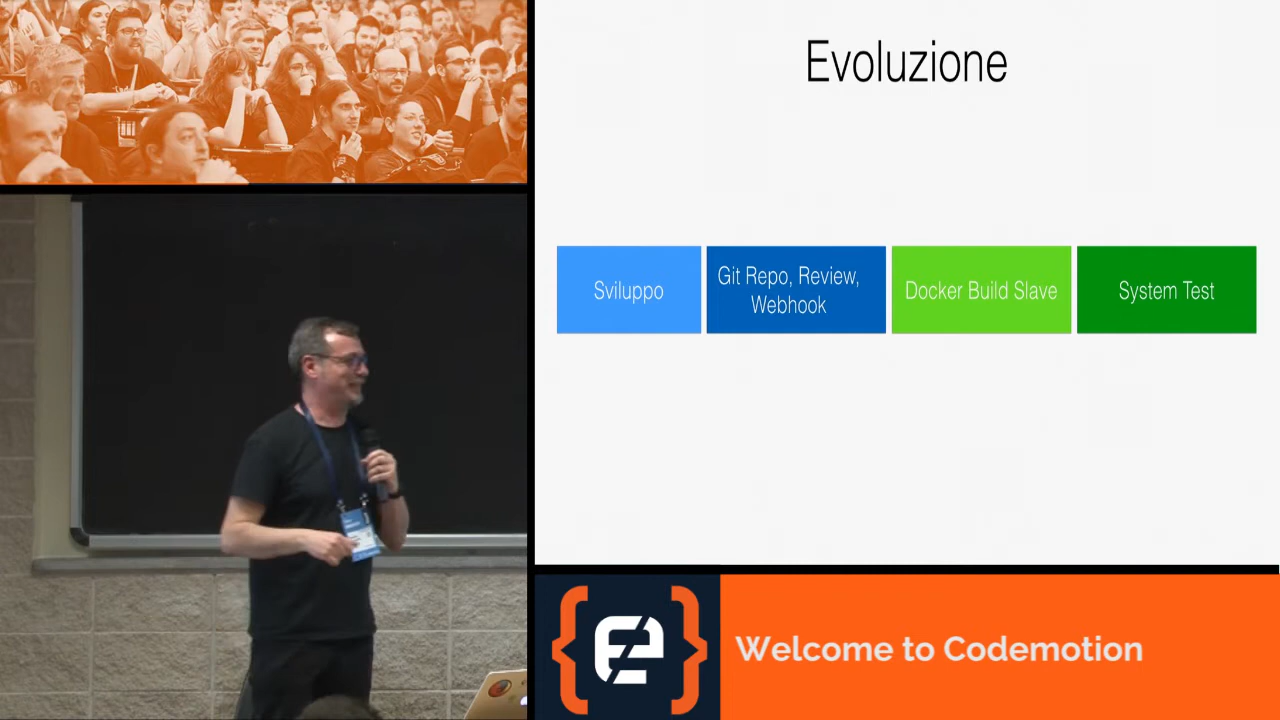 Evoluzione
Sviluppo
Git Repo, Review,
Webhook
Docker Build Slave
System Test
Welcome to Codemotion